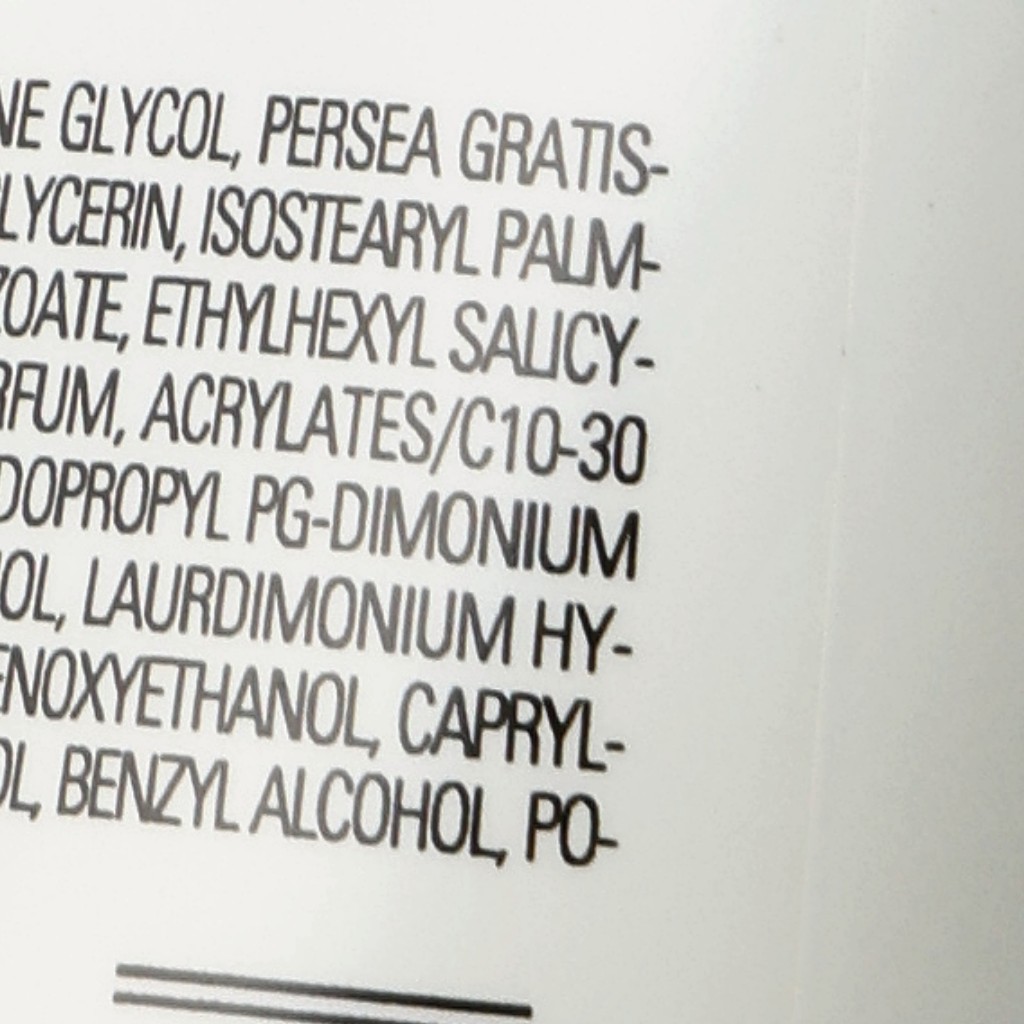 NE GLYCOL, PERSEA GRATIS-
GLYCERIN, ISOSTEARYL PALM-
ZOATE, ETHYLHEXYL SALICY-
RFUM, ACRYLATES/C10-30
DOPROPYL PG-DIMONIUM
OL, LAURDIMONIUM HY-
ENOXYETHANOL, CAPRYL-
OL, BENZYL ALCOHOL, PO-